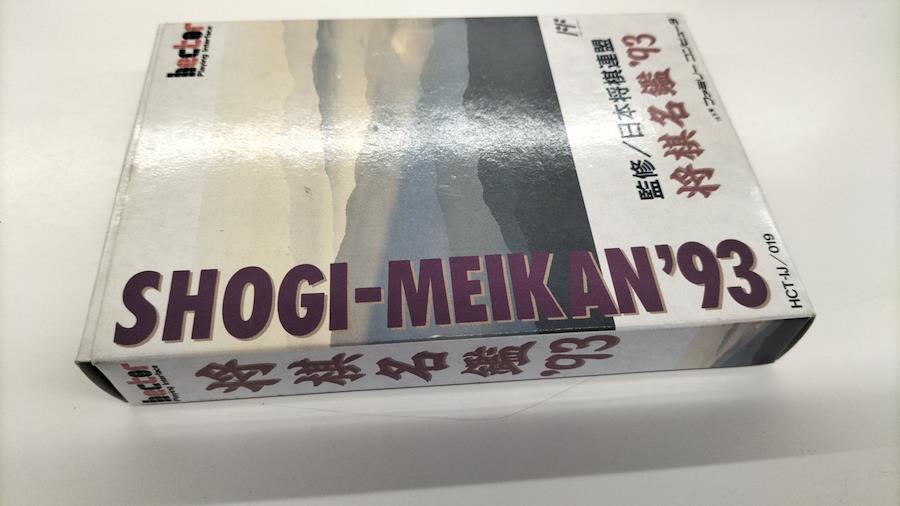 hector
Playing Interface
FF
監修/日本将棋連盟
将棋名鑑'93
ファミリーコンピュータ
SHOGI-MEIKAN'93
HCT-IJ/019
hector
Playing Interface
将棋名鑑'93